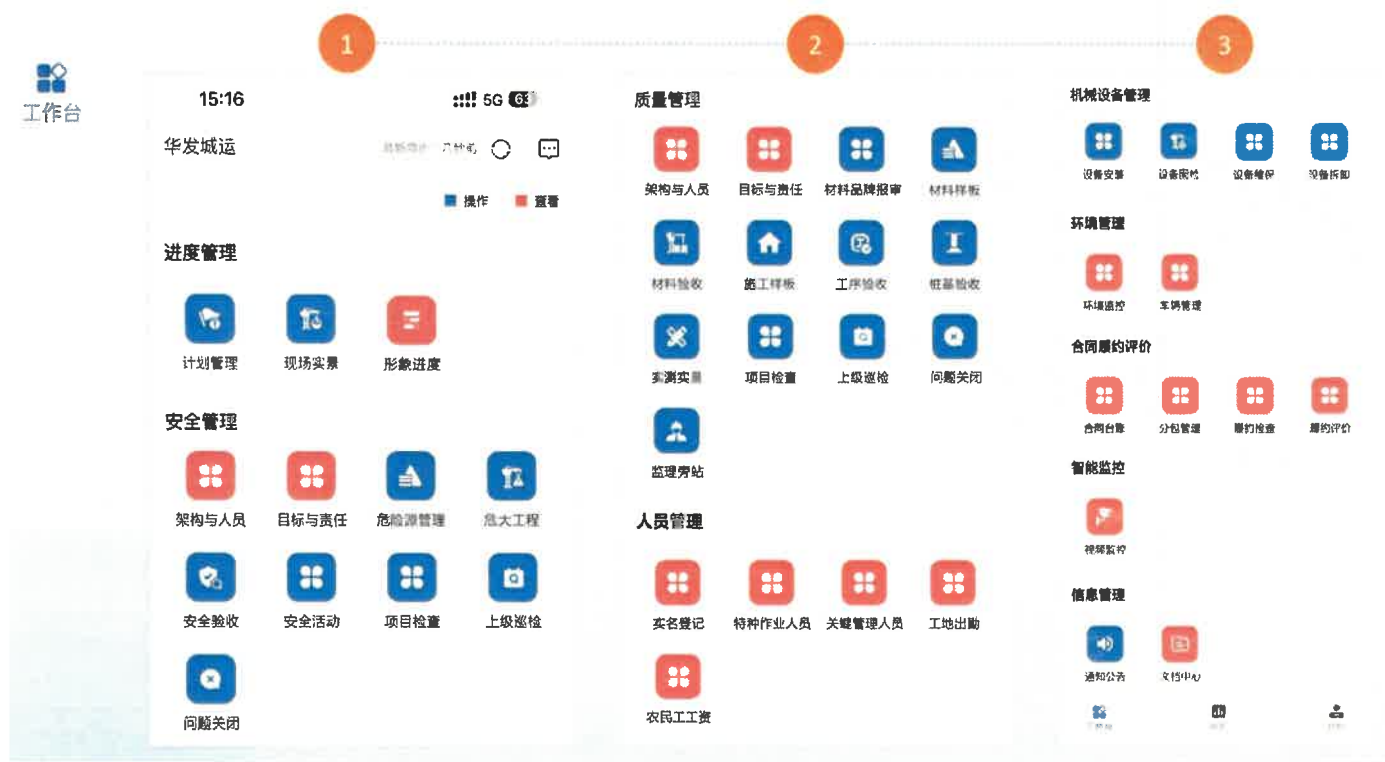 1
2
3
工作台
15:16
5G 63
华发城运
操作 查看
进度管理
计划管理 现场实景 形象进度
安全管理
架构与人员 目标与责任 危险源管理 危大工程
安全验收 安全活动 项目检查 上级巡检
问题关闭
质量管理
架构与人员 目标与责任 材料品牌报审 材料样板
材料验收 施工样板 工序验收 桩基验收
实测实量 项目检查 上级巡检 问题关闭
监理旁站
人员管理
实名登记 特种作业人员 关键管理人员 工地出勤
农民工工资
机械设备管理
设备安装 设备维保 设备拆卸
环境管理
环境监控 车辆管理
合同履约评价
合同台账 分包管理 履约检查 履约评价
智能监控
视频监控
信息管理
通知公告 文档中心
工作台